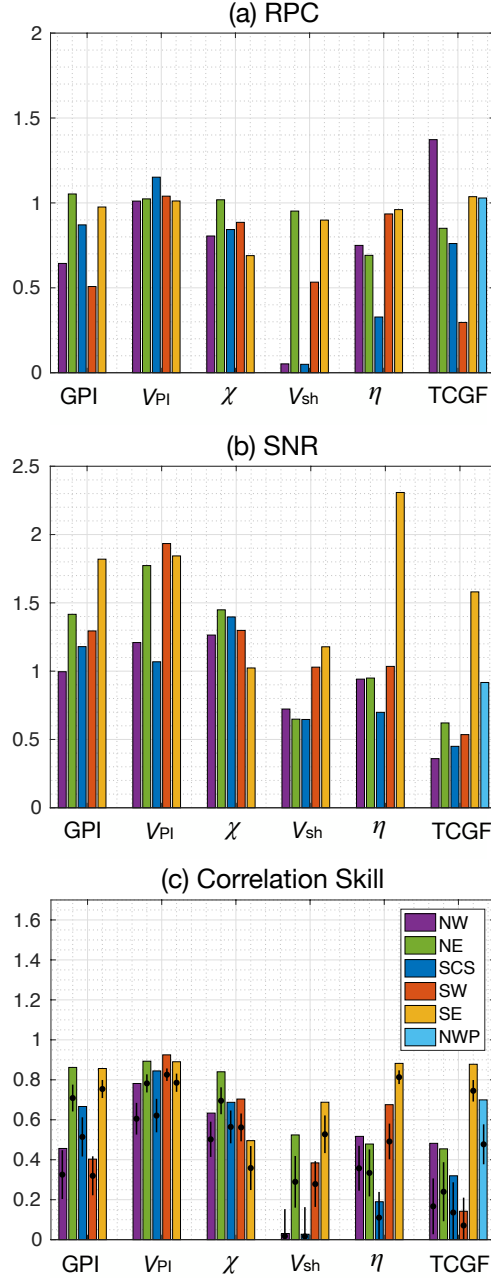 (a) RPC
2
1.5
1
0.5
0
GPI VPI χ Vsh η TCGF
(b) SNR
2.5
2
1.5
1
0.5
0
GPI VPI χ Vsh η TCGF
(c) Correlation Skill
1.6
1.4
1.2
1
0.8
0.6
0.4
0.2
0
NW
NE
SCS
SW
SE
NWP
GPI VPI χ Vsh η TCGF